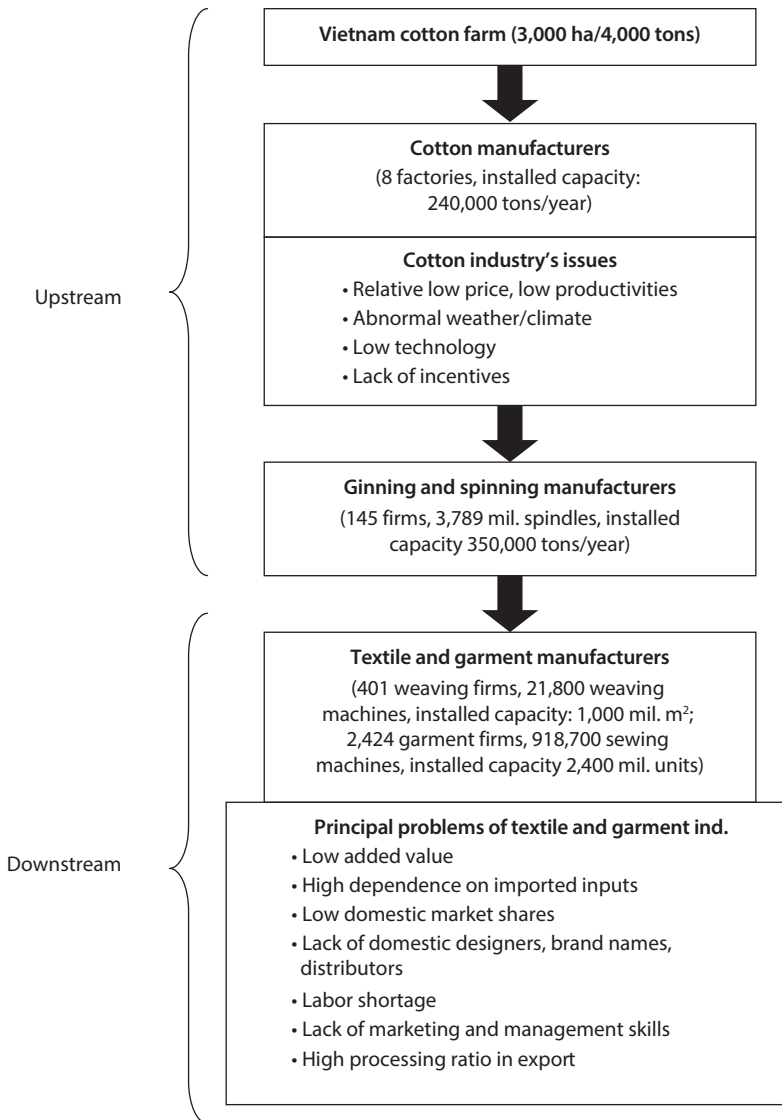 Vietnam cotton farm (3,000 ha/4,000 tons)
Cotton manufacturers
(8 factories, installed capacity:
240,000 tons/year)
Cotton industry's issues
• Relative low price, low productivities
• Abnormal weather/climate
• Low technology
• Lack of incentives
Upstream
Ginning and spinning manufacturers
(145 firms, 3,789 mil. spindles, installed
capacity 350,000 tons/year)
Textile and garment manufacturers
(401 weaving firms, 21,800 weaving
machines, installed capacity: 1,000 mil. m²;
2,424 garment firms, 918,700 sewing
machines, installed capacity 2,400 mil. units)
Principal problems of textile and garment ind.
Downstream
• Low added value
• High dependence on imported inputs
• Low domestic market shares
• Lack of domestic designers, brand names,
distributors
• Labor shortage
• Lack of marketing and management skills
• High processing ratio in export